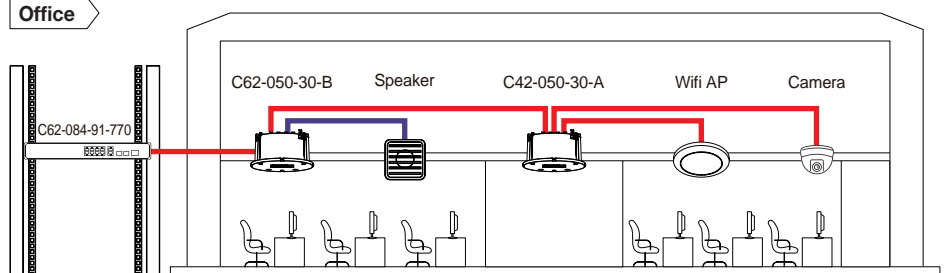 Office
C62-050-30-B
Speaker
C42-050-30-A
Wifi AP
Camera
C62-084-91-770